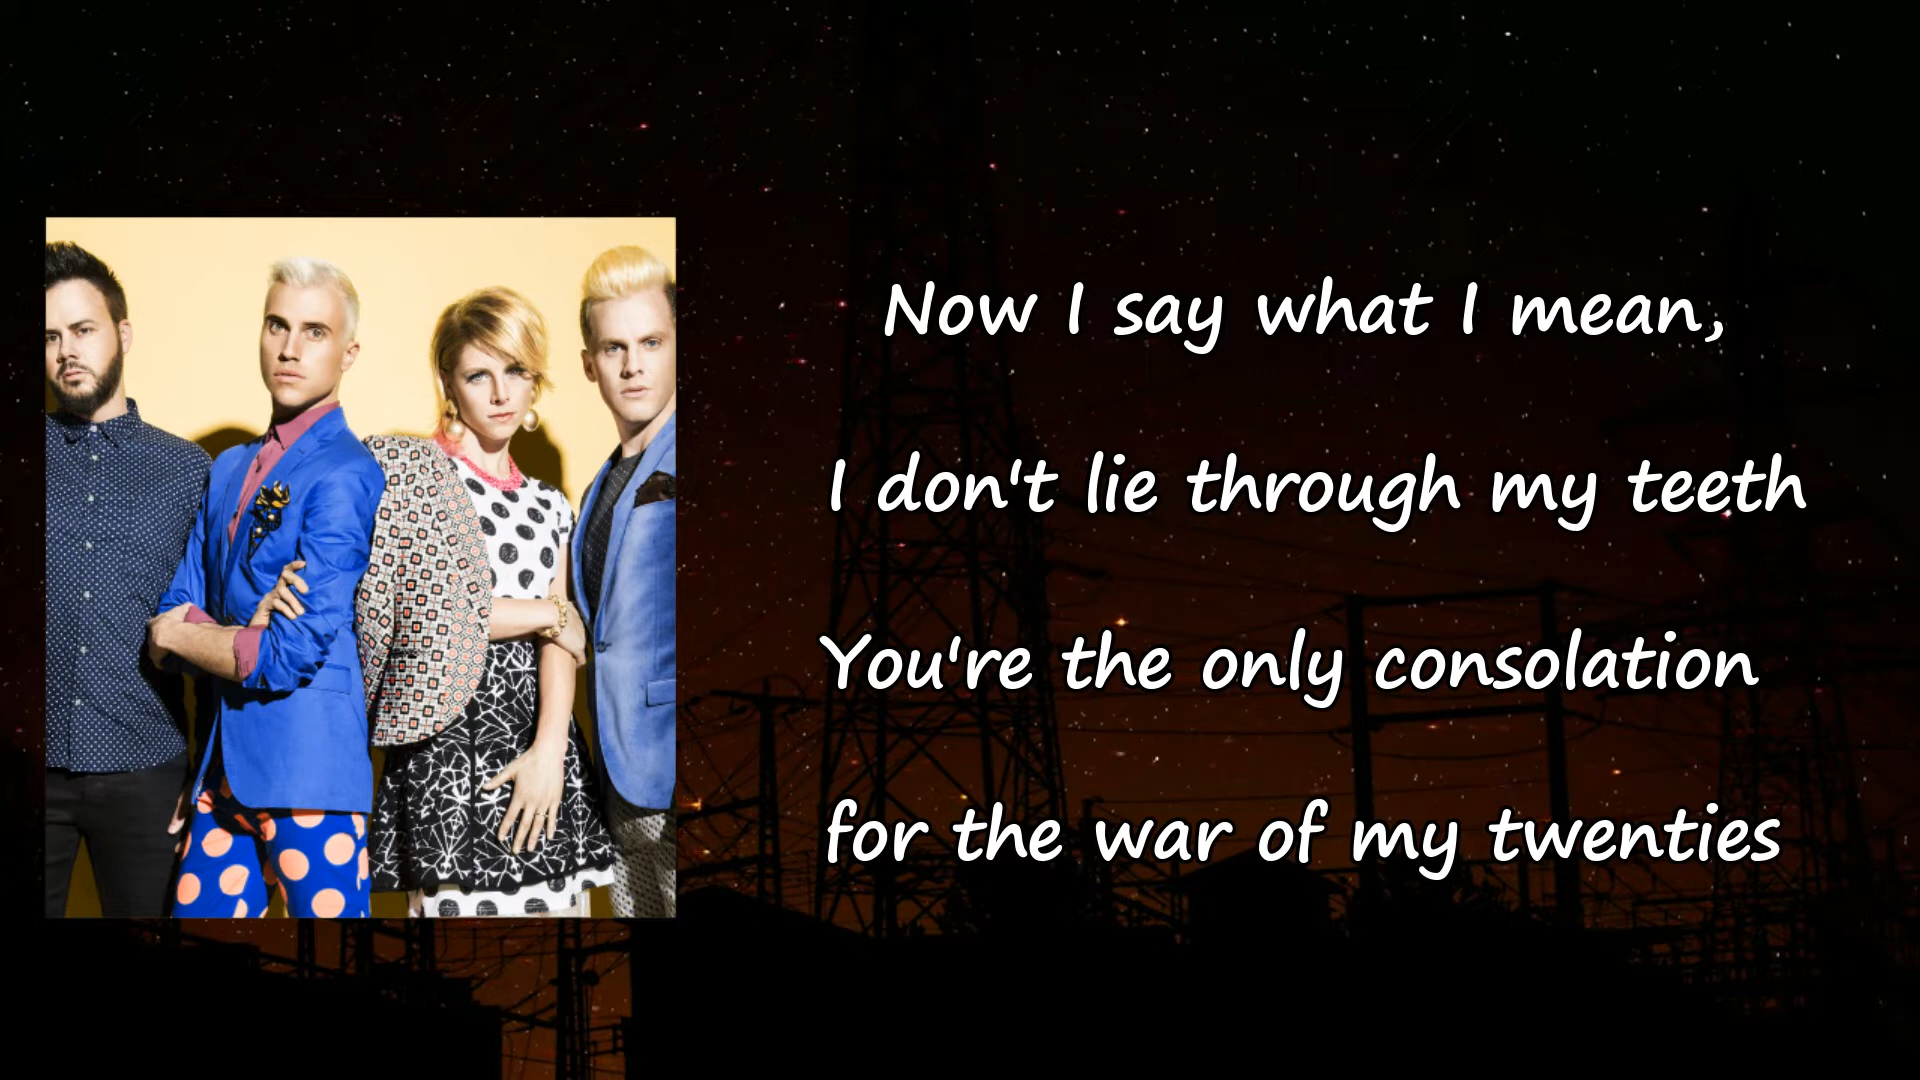 Now I say what I mean,
I don't lie through my teeth
You're the only consolation
for the war of my twenties